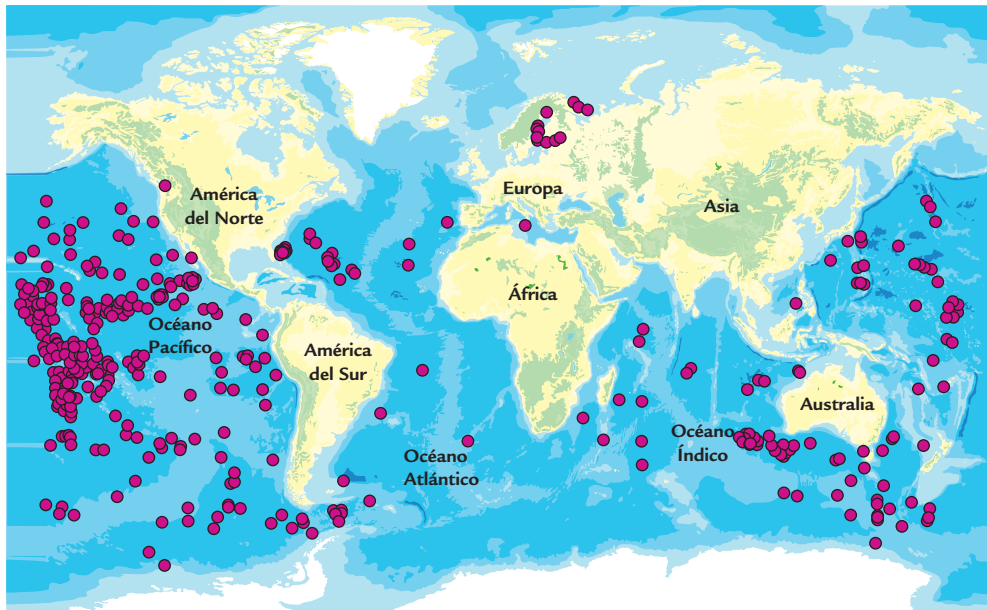 América
del Norte
Europa
Asia
África
Océano
Pacífico
América
del Sur
Australia
Océano
Índico
Océano
Atlántico